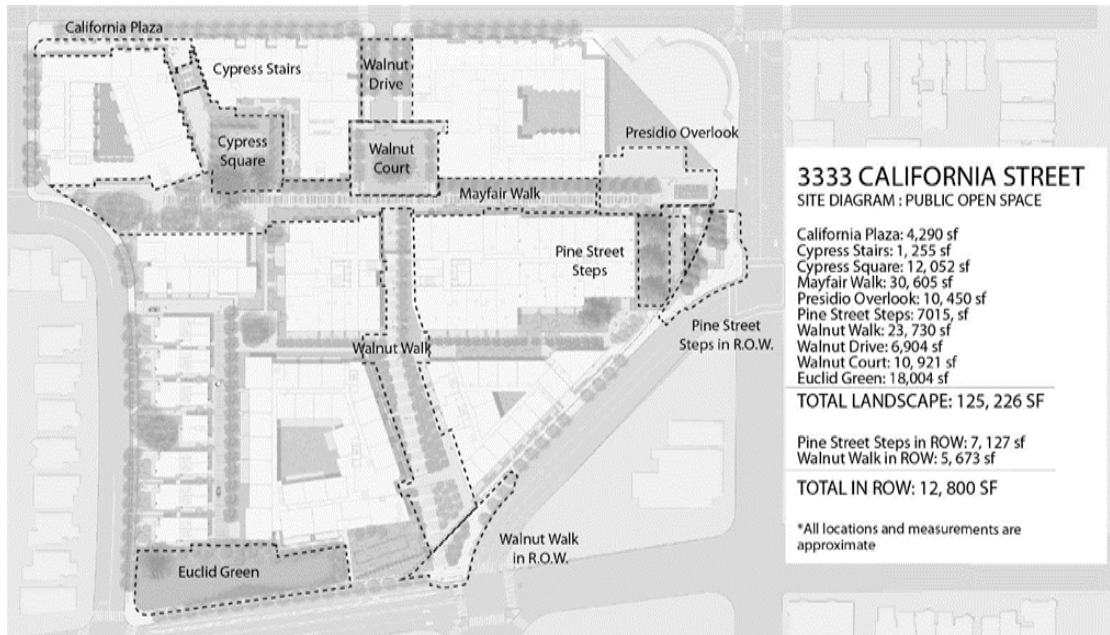 California Plaza
Cypress Stairs
Walnut
Drive
Cypress
Square
Walnut
Court
Presidio Overlook
Mayfair Walk
Pine Street
Steps
Pine Street
Steps in R.O.W.
Walnut Walk
Walnut Walk
in R.O.W.
Euclid Green
3333 CALIFORNIA STREET
SITE DIAGRAM : PUBLIC OPEN SPACE
California Plaza: 4,290 sf
Cypress Stairs: 1, 255 sf
Cypress Square: 12, 052 sf
Mayfair Walk: 30, 605 sf
Presidio Overlook: 10, 450 sf
Pine Street Steps: 7015, sf
Walnut Walk: 23, 730 sf
Walnut Drive: 6,904 sf
Walnut Court: 10, 921 sf
Euclid Green: 18,004 sf
TOTAL LANDSCAPE: 125, 226 SF
Pine Street Steps in ROW: 7, 127 sf
Walnut Walk in ROW: 5, 673 sf
TOTAL IN ROW: 12, 800 SF
*All locations and measurements are
approximate